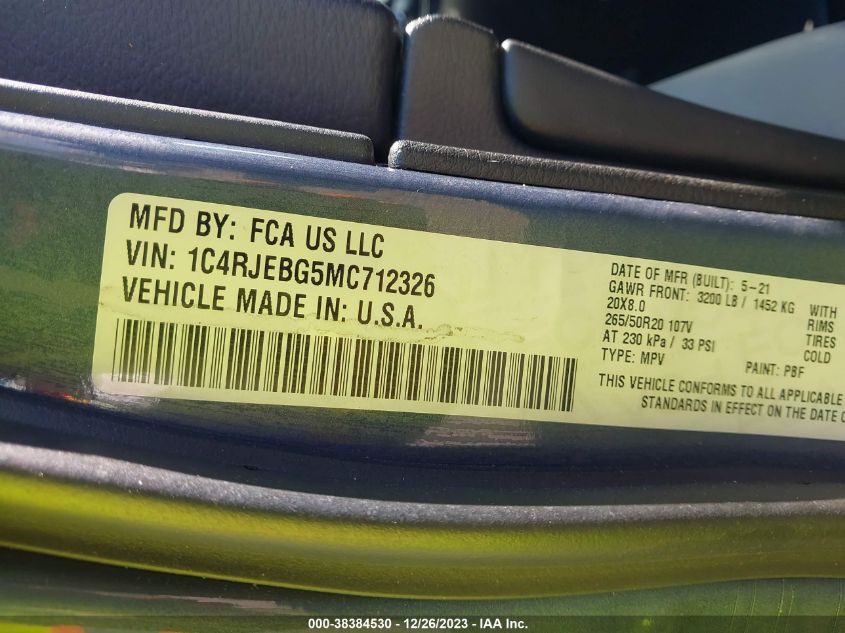 MFD BY: FCA US LLC
VIN: 1C4RJEBG5MC712326
VEHICLE MADE IN: U.S.A.
DATE OF MFR (BUILT): 5-21
GAWR FRONT: 3200 LB / 1452 KG WITH
20X8.0 RIMS
265/50R20 107V TIRES
AT 230 kPa / 33 PSI COLD
TYPE: MPV PAINT: PBF
THIS VEHICLE CONFORMS TO ALL APPLICABLE
STANDARDS IN EFFECT ON THE DATE
000-38384530 - 12/26/2023 - IAA Inc.